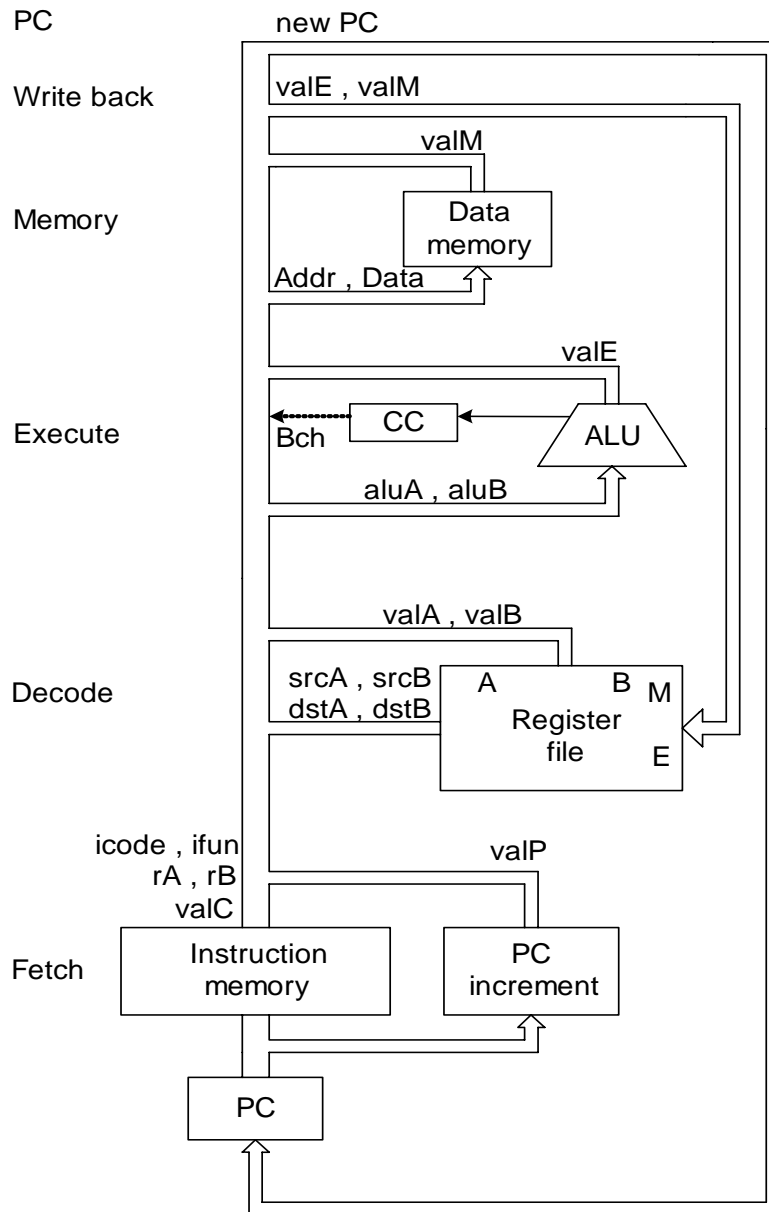 PC
new PC
Write back
valE , valM
valM
Memory
Data
memory
Addr , Data
valE
Execute
CC
ALU
Bch
aluA , aluB
valA , valB
Decode
srcA , srcB
dstA , dstB
A
B
M
Register
file
E
icode , ifun
rA , rB
valC
valP
Fetch
Instruction
memory
PC
increment
PC